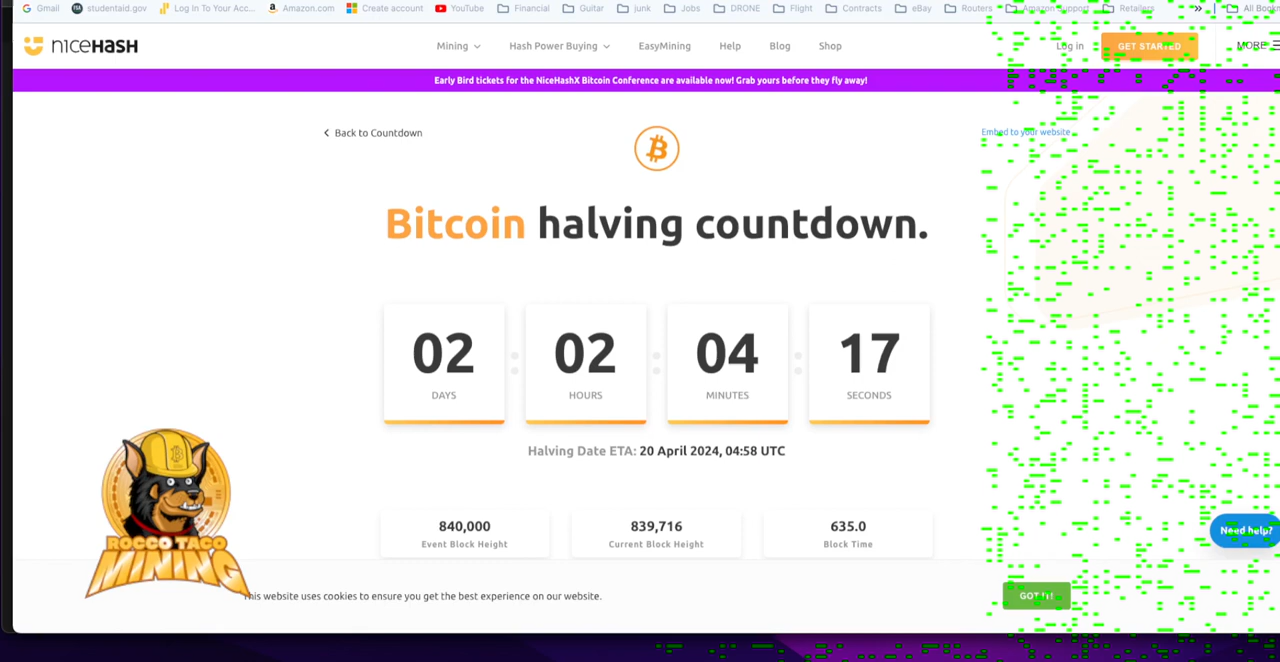 Gmail studentaid.gov Log In To Your Acc... Amazon.com Create account YouTube Financial Guitar junk Jobs DRONE Flight Contracts eBay Routers Amazon Support Retailers » All Bookm
nıceHASH Mining Hash Power Buying EasyMining Help Blog Shop Log in GET STARTED MORE
Early Bird tickets for the NiceHashX Bitcoin Conference are available now! Grab yours before they fly away!
Back to Countdown
Embed to your website
Bitcoin halving countdown.
02 : 02 : 04 : 17
DAYS HOURS MINUTES SECONDS
Halving Date ETA: 20 April 2024, 04:58 UTC
840,000 839,716 635.0
Event Block Height Current Block Height Block Time
Need help?
ROCCO TACO
MINING
This website uses cookies to ensure you get the best experience on our website. GOT IT!